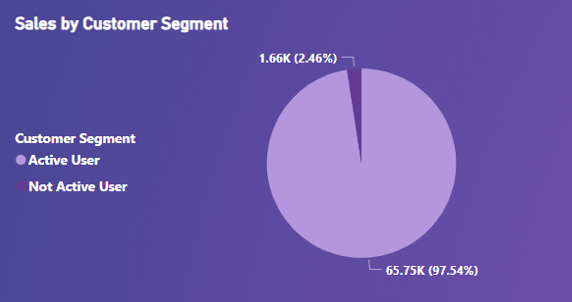 Sales by Customer Segment
1.66K (2.46%)
Customer Segment
Active User
Not Active User
65.75K (97.54%)